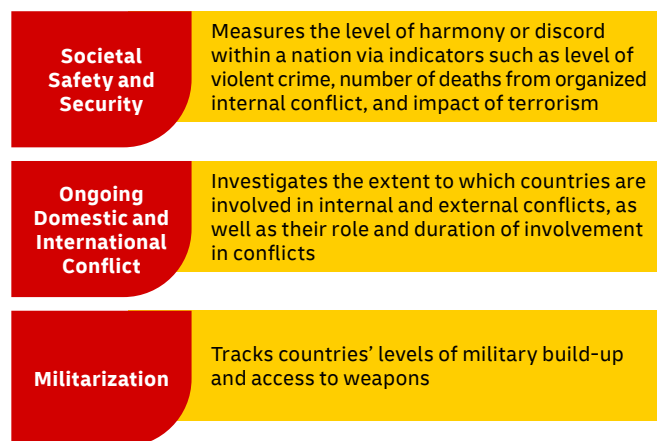 Societal
Safety and
Security
Measures the level of harmony or discord
within a nation via indicators such as level of
violent crime, number of deaths from organized
internal conflict, and impact of terrorism
Ongoing
Domestic and
International
Conflict
Investigates the extent to which countries are
involved in internal and external conflicts, as
well as their role and duration of involvement
in conflicts
Militarization
Tracks countries’ levels of military build-up
and access to weapons